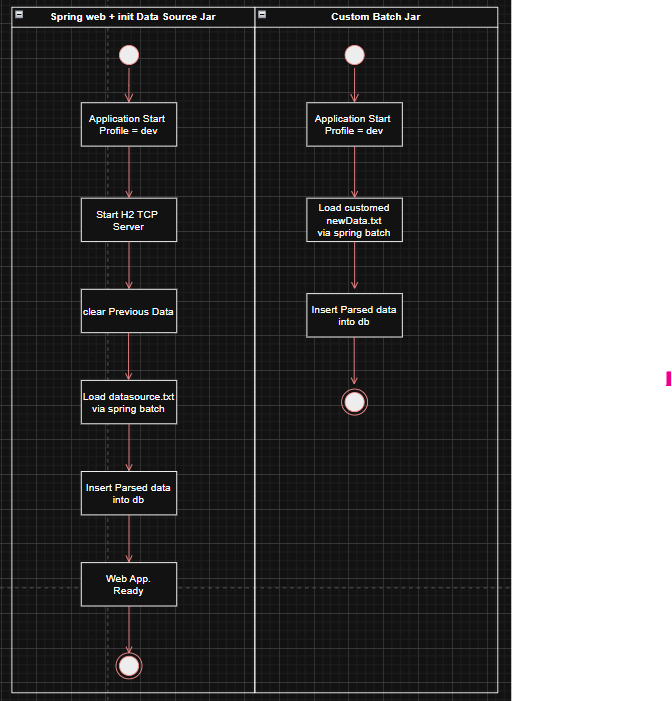 Spring web + init Data Source Jar
Application Start
Profile = dev
Start H2 TCP
Server
clear Previous Data
Load datasource.txt
via spring batch
Insert Parsed data
into db
Web App.
Ready
Custom Batch Jar
Application Start
Profile = dev
Load customed
newData.txt
via spring batch
Insert Parsed data
into db